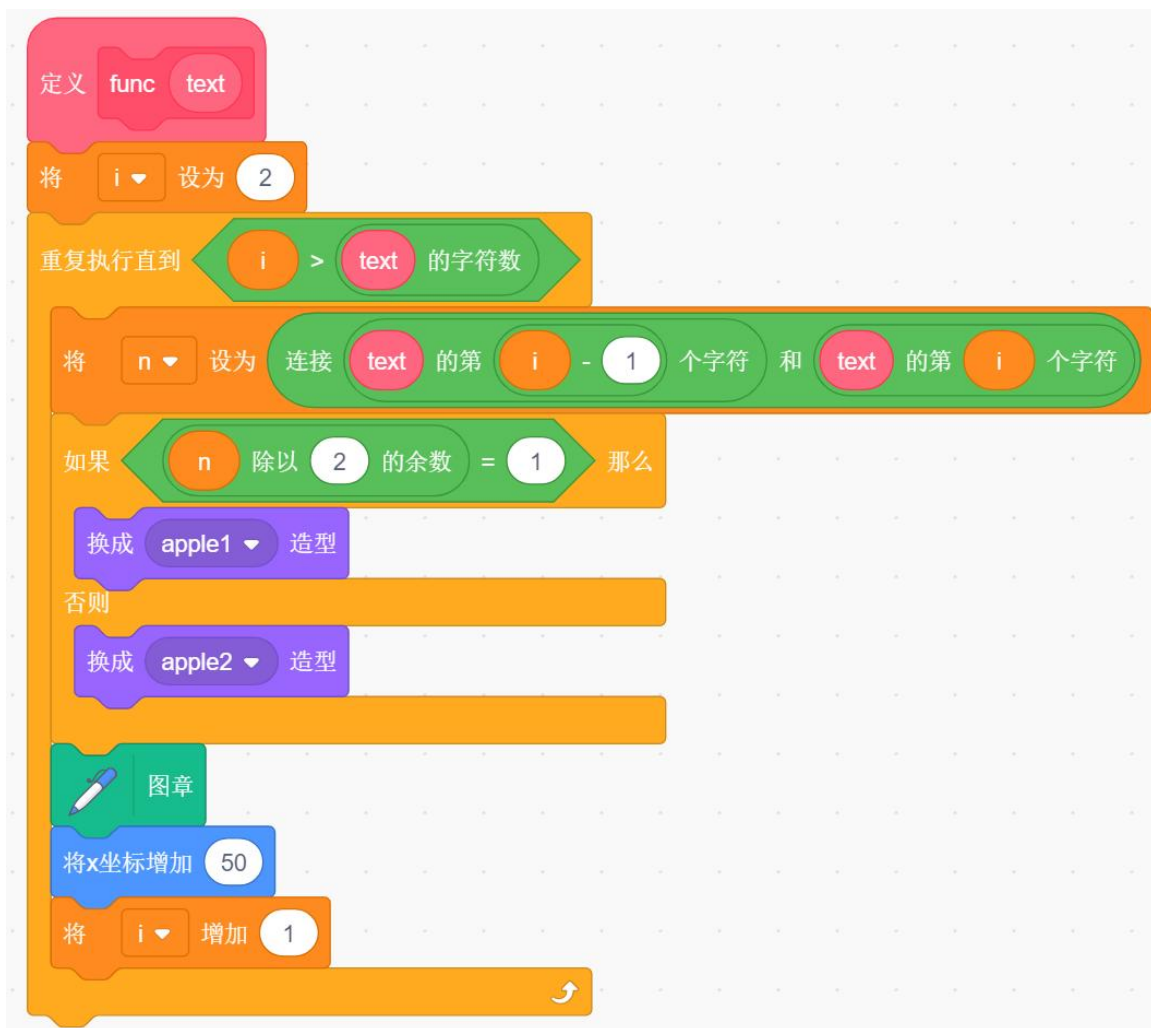 定义 func text
将 i 设为 2
重复执行直到 i > text 的字符数
将 n 设为 连接 text 的第 i - 1 个字符 和 text 的第 i 个字符
如果 n 除以 2 的余数 = 1 那么
换成 apple1 造型
否则
换成 apple2 造型
图章
将x坐标增加 50
将 i 增加 1